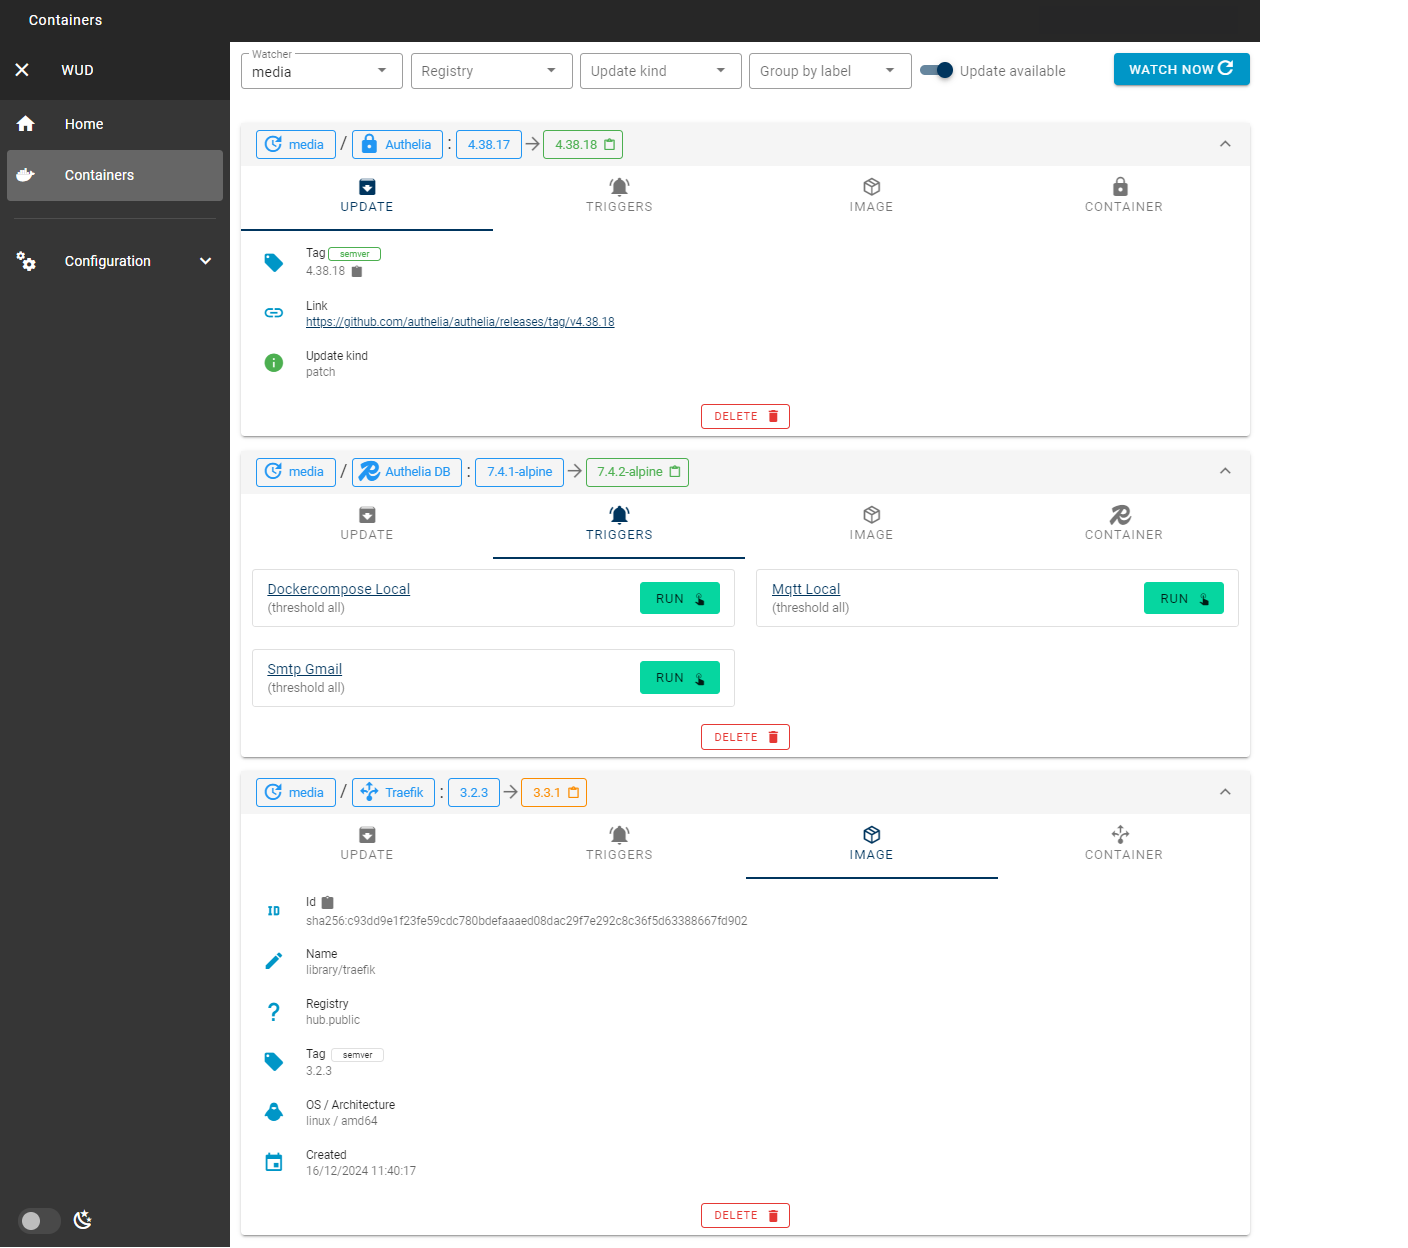 Containers
WUD
Home
Containers
Configuration
Watcher
media
Registry
Update kind
Group by label
Update available
WATCH NOW
media / Authelia : 4.38.17 → 4.38.18
UPDATE
TRIGGERS
IMAGE
CONTAINER
Tag semver
4.38.18
Link
https://github.com/authelia/authelia/releases/tag/v4.38.18
Update kind
patch
DELETE
media / Authelia DB : 7.4.1-alpine → 7.4.2-alpine
UPDATE
TRIGGERS
IMAGE
CONTAINER
Dockercompose Local
(threshold all)
RUN
Mqtt Local
(threshold all)
RUN
Smtp Gmail
(threshold all)
RUN
DELETE
media / Traefik : 3.2.3 → 3.3.1
UPDATE
TRIGGERS
IMAGE
CONTAINER
ID
Id
sha256:c93dd9e1f23fe59cdc780bdefaaaed08dac29f7e292c8c36f5d63388667fd902
Name
library/traefik
Registry
hub.public
Tag semver
3.2.3
OS / Architecture
linux / amd64
Created
16/12/2024 11:40:17
DELETE